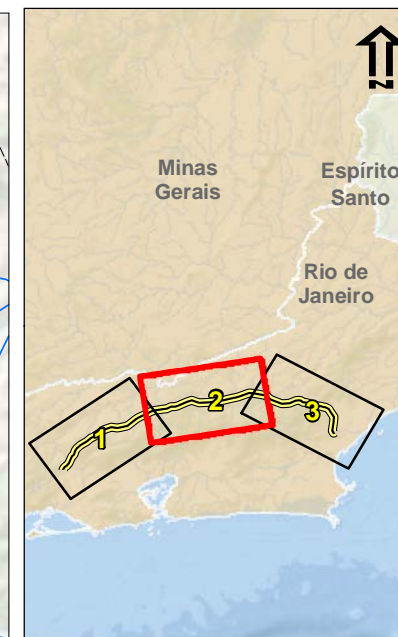 N
Minas
Gerais
Espírito
Santo
Rio de
Janeiro
1
2
3